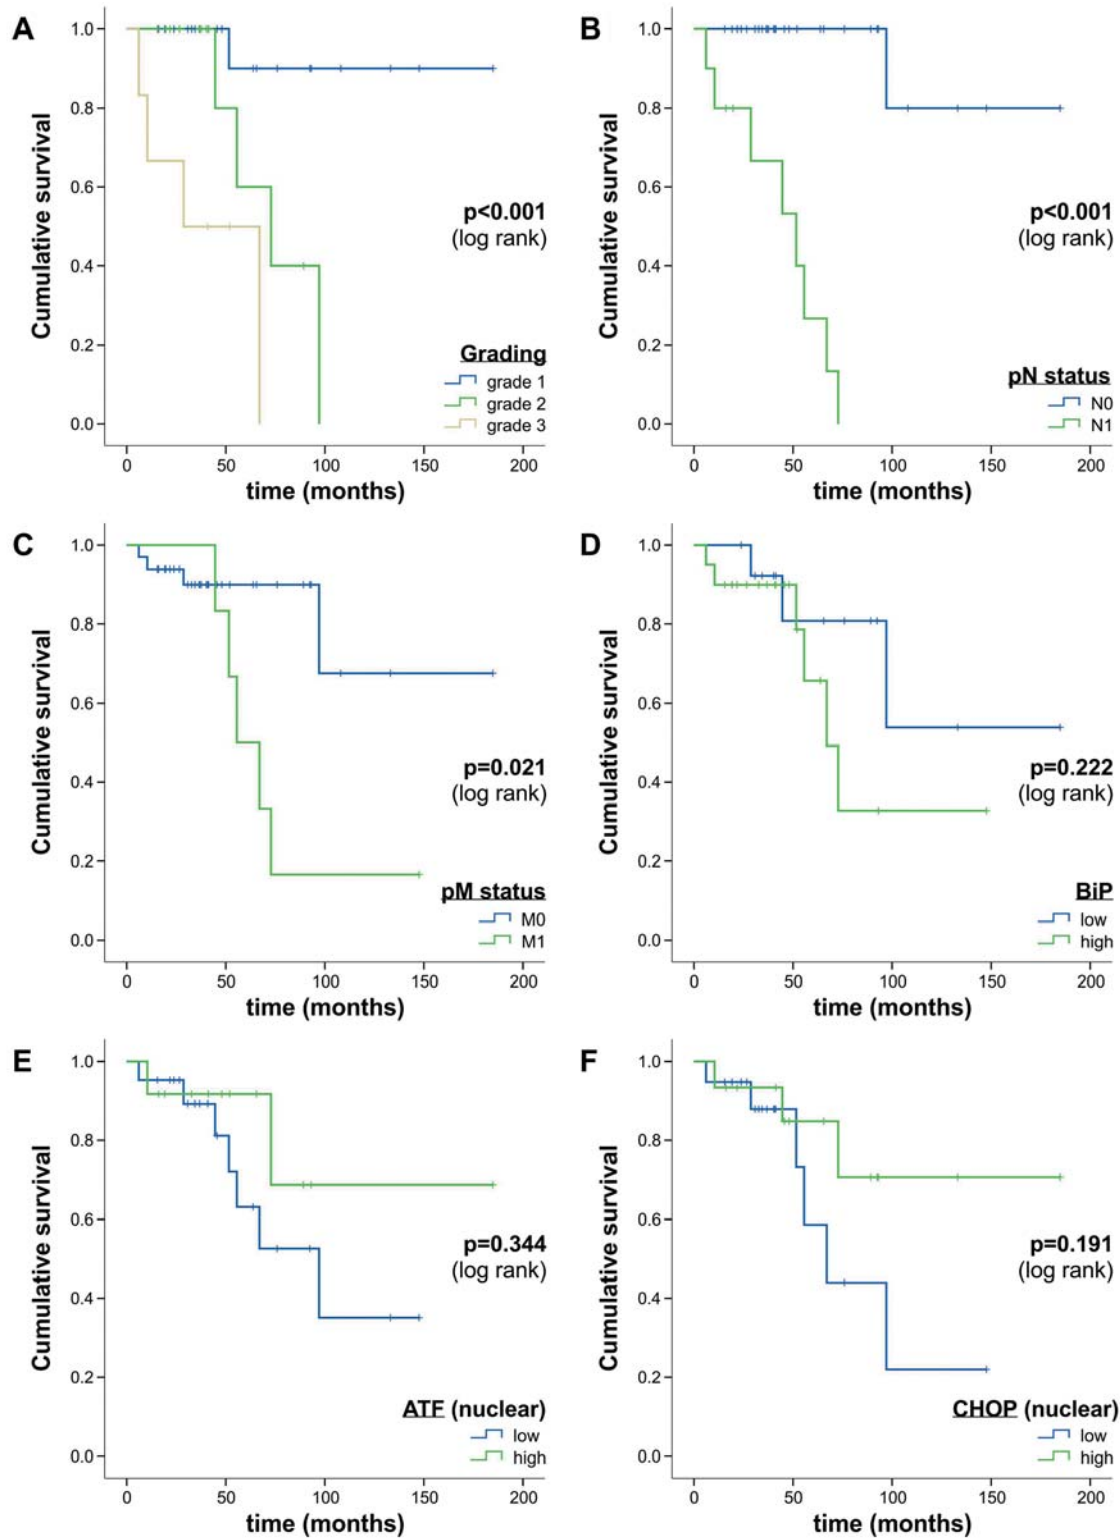 A
Cumulative survival
1.0
0.8
0.6
0.4
0.2
0.0
p<0.001
(log rank)
Grading
grade 1
grade 2
grade 3
0 50 100 150 200
time (months)
B
Cumulative survival
1.0
0.8
0.6
0.4
0.2
0.0
p<0.001
(log rank)
pN status
N0
N1
0 50 100 150 200
time (months)
C
Cumulative survival
1.0
0.8
0.6
0.4
0.2
0.0
p=0.021
(log rank)
pM status
M0
M1
0 50 100 150 200
time (months)
D
Cumulative survival
1.0
0.8
0.6
0.4
0.2
0.0
p=0.222
(log rank)
BiP
low
high
0 50 100 150 200
time (months)
E
Cumulative survival
1.0
0.8
0.6
0.4
0.2
0.0
p=0.344
(log rank)
ATF (nuclear)
low
high
0 50 100 150 200
time (months)
F
Cumulative survival
1.0
0.8
0.6
0.4
0.2
0.0
p=0.191
(log rank)
CHOP (nuclear)
low
high
0 50 100 150 200
time (months)